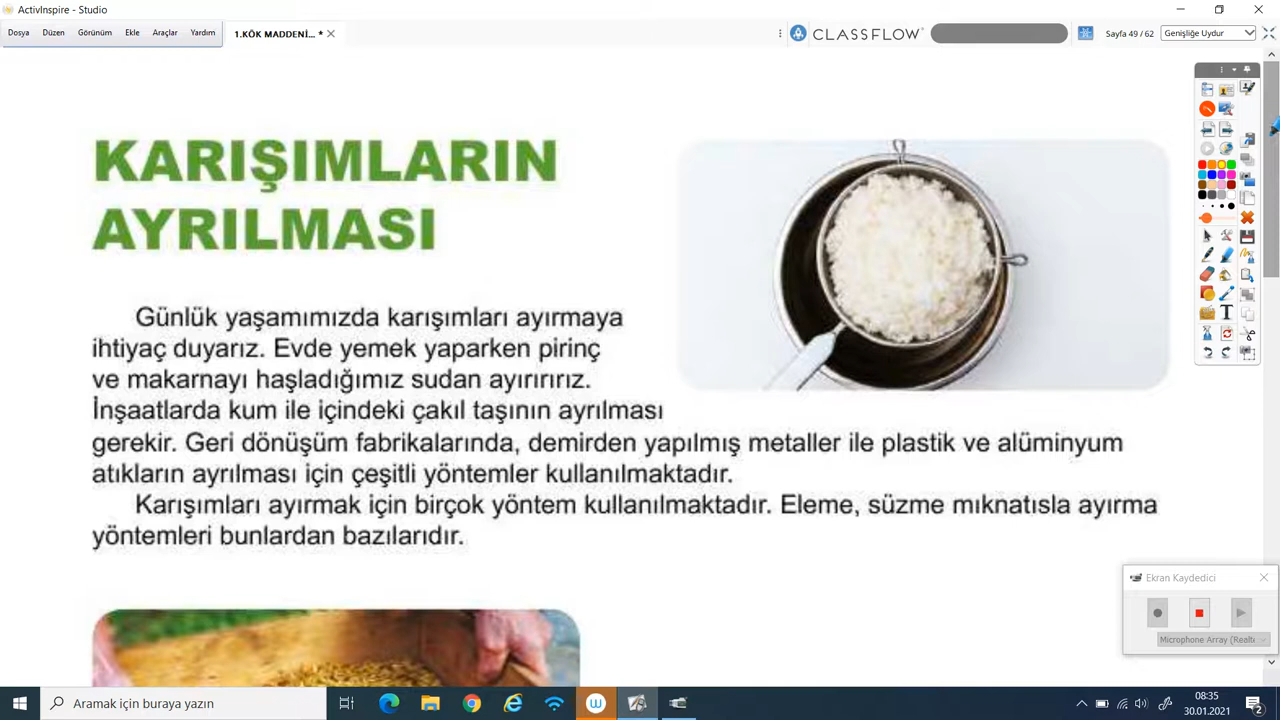 ActivInspire - Studio
Dosya Düzen Görünüm Ekle Araçlar Yardım
1.KÖK MADDENİ... *
CLASSFLOW
Sayfa 49 / 62
Genişliğe Uydur
KARIŞIMLARIN
AYRILMASI
Günlük yaşamımızda karışımları ayırmaya
ihtiyaç duyarız. Evde yemek yaparken pirinç
ve makarnayı haşladığımız sudan ayırırırız.
İnşaatlarda kum ile içindeki çakıl taşının ayrılması
gerekir. Geri dönüşüm fabrikalarında, demirden yapılmış metaller ile plastik ve alüminyum
atıkların ayrılması için çeşitli yöntemler kullanılmaktadır.
Karışımları ayırmak için birçok yöntem kullanılmaktadır. Eleme, süzme mıknatısla ayırma
yöntemleri bunlardan bazılarıdır.
Ekran Kaydedici
Microphone Array (Realte
Aramak için buraya yazın
08:35
30.01.2021
2